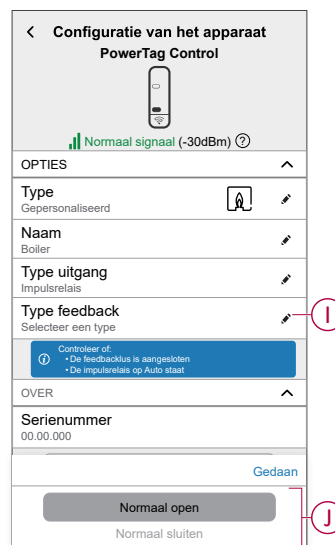 Configuratie van het apparaat
PowerTag Control
Normaal signaal (-30dBm) ?
OPTIES
Type
Gepersonaliseerd
Naam
Boiler
Type uitgang
Impulsrelais
Type feedback
Selecteer een type
I
i Controleer of:
• De feedbacklus is aangesloten
• De impulsrelais op Auto staat
OVER
Serienummer
00.00.000
Gedaan
Normaal open
J
Normaal sluiten